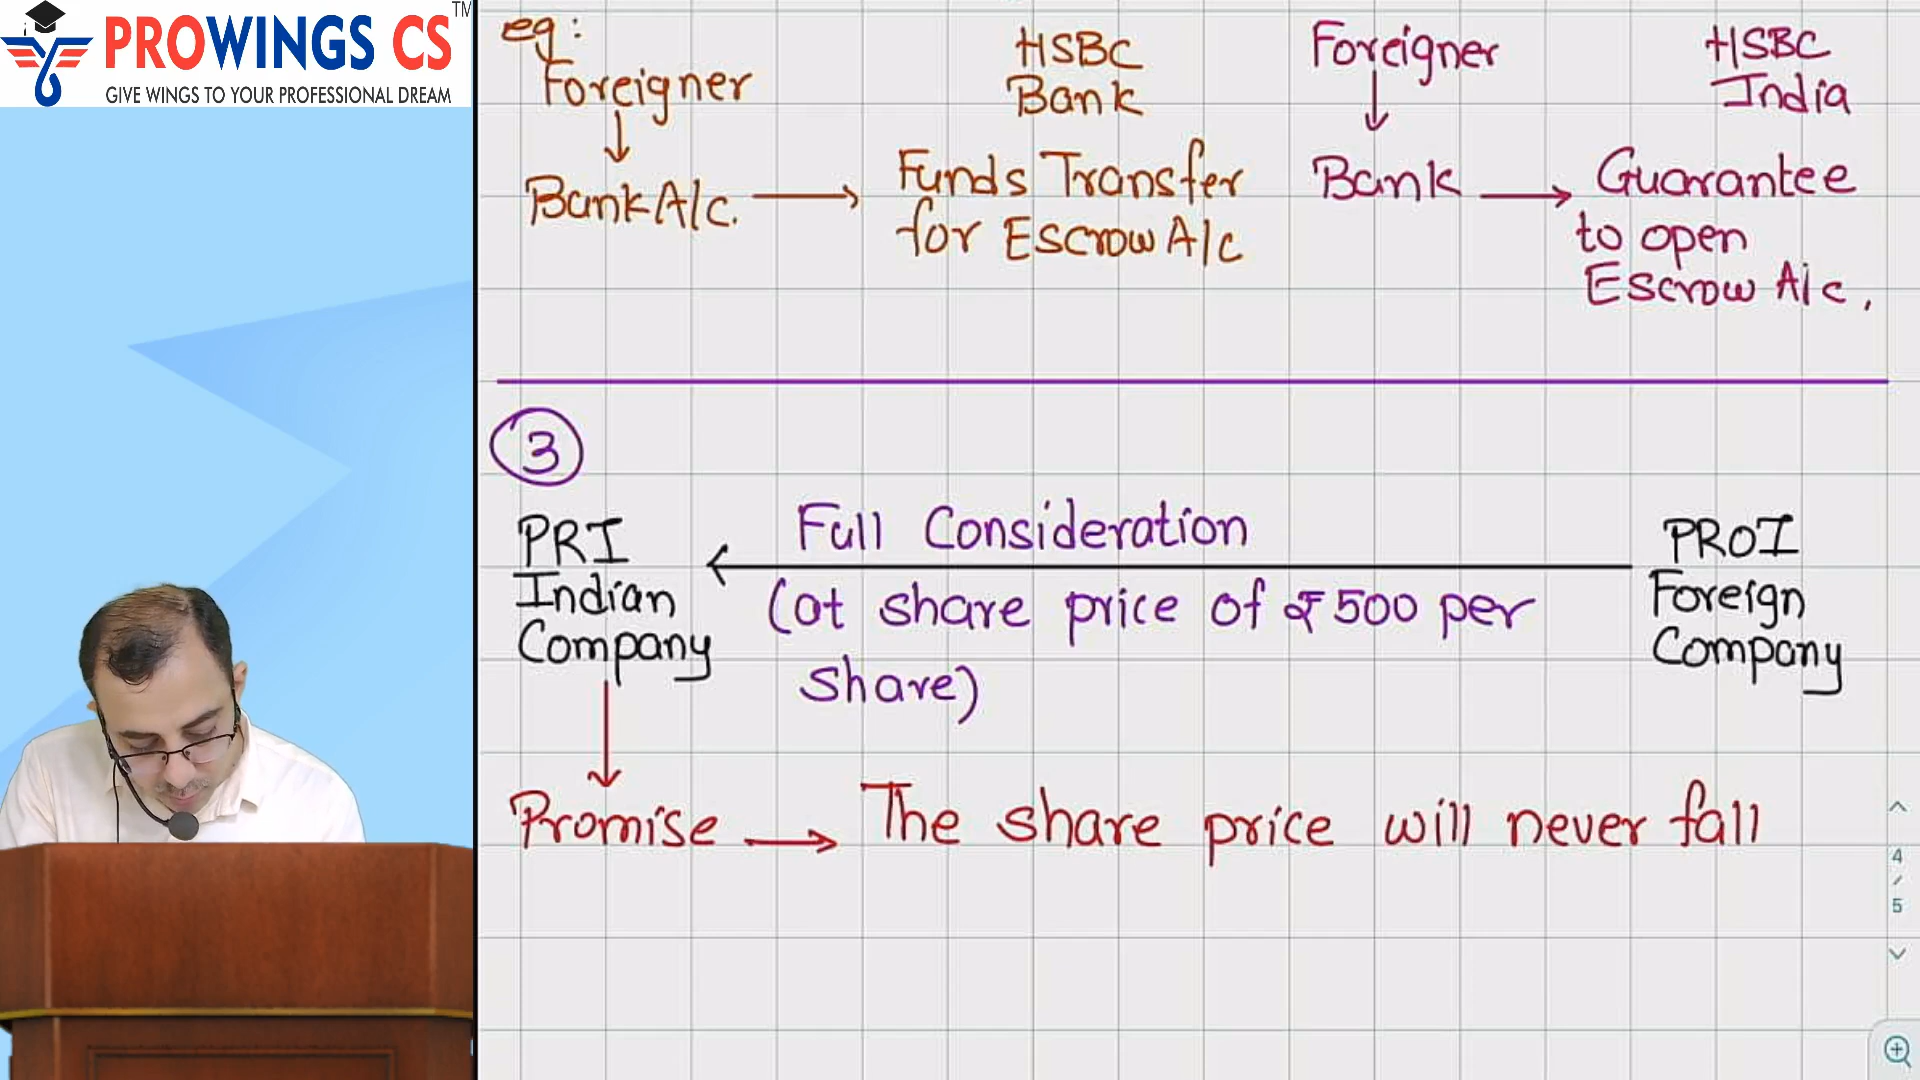 PROWINGS CS TM
GIVE WINGS TO YOUR PROFESSIONAL DREAM
eg:
Foreigner
Bank A/c.
HSBC
Bank
Funds Transfer
for Escrow A/c
Foreigner
Bank
HSBC
India
Guarantee
to open
Escrow A/c.
3
PRI
Indian
Company
Full Consideration
(at share price of ₹500 per
share)
PROI
Foreign
Company
Promise → The share price will never fall
4
/
5